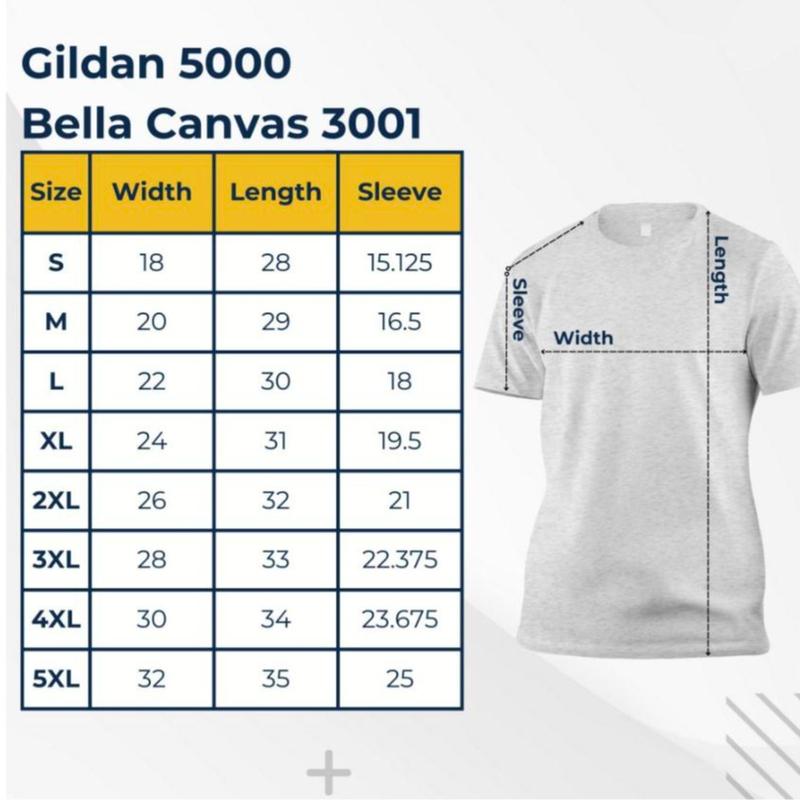 Gildan 5000
Bella Canvas 3001
Size Width Length Sleeve
S 18 28 15.125
M 20 29 16.5
L 22 30 18
XL 24 31 19.5
2XL 26 32 21
3XL 28 33 22.375
4XL 30 34 23.675
5XL 32 35 25
Sleeve
Width
Length